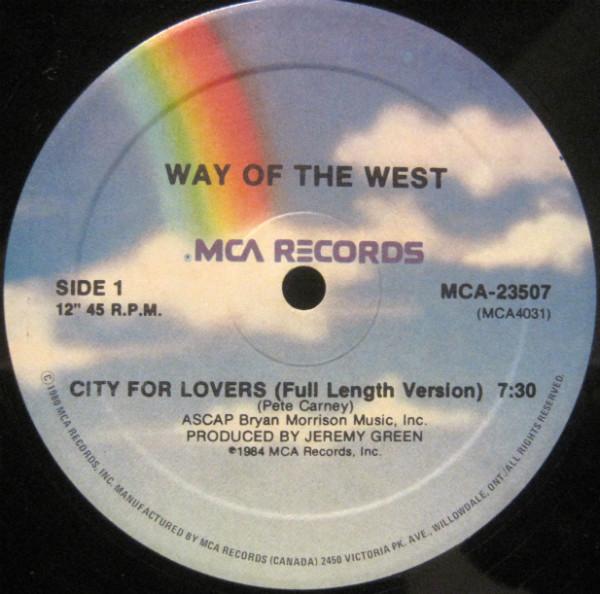 WAY OF THE WEST
MCA RECORDS
SIDE 1
12" 45 R.P.M.
MCA-23507
(MCA4031)
CITY FOR LOVERS (Full Length Version) 7:30
(Pete Carney)
ASCAP Bryan Morrison Music, Inc.
PRODUCED BY JEREMY GREEN
℗1984 MCA Records, Inc.
©1980 MCA RECORDS, INC. MANUFACTURED BY MCA RECORDS (CANADA) 2450 VICTORIA PK. AVE., WILLOWDALE, ONT./ALL RIGHTS RESERVED.